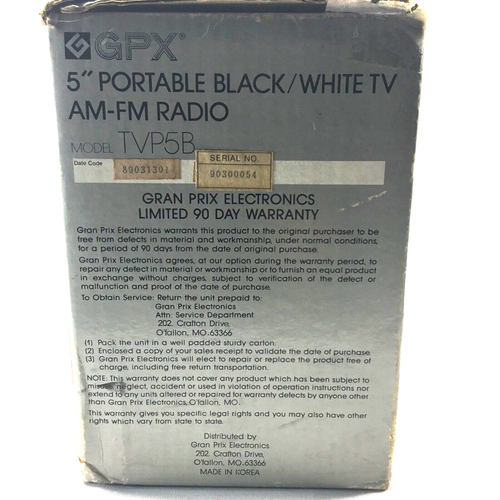 GPX®
5" PORTABLE BLACK/WHITE TV
AM-FM RADIO
MODEL TVP5B
Date Code
89031301
SERIAL NO.
90300054
GRAN PRIX ELECTRONICS
LIMITED 90 DAY WARRANTY
Gran Prix Electronics warrants this product to the original purchaser to be
free from defects in material and workmanship, under normal conditions,
for a period of 90 days from the date of original purchase.
Gran Prix Electronics agrees, at our option during the warranty period, to
repair any defect in material or workmanship or to furnish an equal product
in exchange without charges, subject to verification of the defect or
malfunction and proof of the date of purchase.
To Obtain Service: Return the unit prepaid to:
Gran Prix Electronics
Attn: Service Department
202, Crafton Drive,
O'fallon, MO.63366
(1) Pack the unit in a well padded sturdy carton.
(2) Enclosed a copy of your sales receipt to validate the date of purchase.
(3) Gran Prix Electronics will elect to repair or replace the product free of
charge, including free return transportation.
NOTE: This warranty does not cover any product which has been subject to
misuse, neglect, accident or used in violation of operation instructions nor
extend to any units altered or repaired for warranty defects by anyone other
than Gran Prix Electronics, O'fallon, MO.
This warranty gives you specific legal rights and you may also have other
rights which vary from state to state.
Distributed by
Gran Prix Electronics
202, Crafton Drive,
O'fallon, MO.63366
MADE IN KOREA